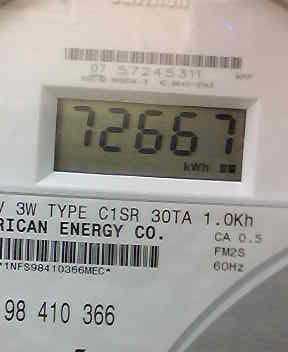 07 57245311
72667
kWh
V 3W TYPE C1SR 30TA 1.0Kh
RICAN ENERGY CO.
CA 0.5
FM2S
60Hz
*1NFS98410366MEC*
98 410 366